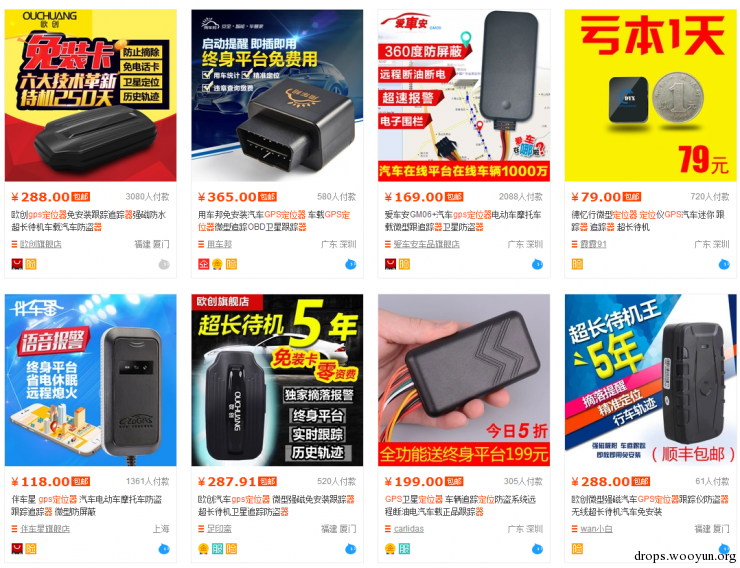 OUCHUANG
欧创
免装卡
六大技术革新
待机250天
防止摘除
免电话卡
卫星定位
历史轨迹
启动提醒 即插即用
终身平台免费用
用车统计
精准定位
违章查询缴费
爱車安
GM06
360度防屏蔽
远程断油断电
超速报警
电子围栏
爱车在哪呢?
汽车在线平台在线车辆1000万
亏本1天
79元
¥288.00 包邮 3080人付款
欧创gps定位器免安装跟踪追踪器强磁防水
超长待机车载汽车防盗器
欧创旗舰店 福建 厦门
¥365.00 包邮 580人付款
用车邦免安装汽车GPS定位器 车载GPS定
位器微型追踪OBD卫星跟踪器
用车邦 广东 深圳
¥169.00 包邮 2088人付款
爱车安GM06+汽车gps定位器电动车摩托车
载微型跟追踪器卫星防盗器
爱车安车品旗舰店 广东 深圳
¥79.00 包邮 720人付款
德忆行微型定位器 定位仪GPS汽车迷你 跟
踪器 追踪器 超长待机
霸霸91 广东 深圳
伴车星
语音报警
终身平台
省电休眠
远程熄火
欧创旗舰店
超长待机5年
免装卡
零资费
独家摘落报警
终身平台
实时跟踪
历史轨迹
OUCHUANG
欧创
今日5折
全功能送终身平台199元
超长待机王
5年
摘落提醒
精准定位
行车轨迹
(顺丰包邮)
¥118.00 包邮 1361人付款
伴车星 gps定位器 汽车电动车摩托车防盗
跟踪追踪器 微型防屏蔽
伴车星旗舰店 上海
¥287.91 包邮 520人付款
欧创汽车gps定位器 微型强磁免安装跟踪器
超长待机卫星追踪防盗器
足印蓝 福建 厦门
¥199.00 包邮 305人付款
GPS卫星定位器 车辆追踪定位防盗系统远
程断油电汽车载正品跟踪器
carlidas 广东 深圳
¥288.00 包邮 61人付款
欧创微型强磁汽车GPS定位器跟踪仪防盗器
无线超长待机汽车免安装
wan小白 福建 厦门
drops.wooyun.org